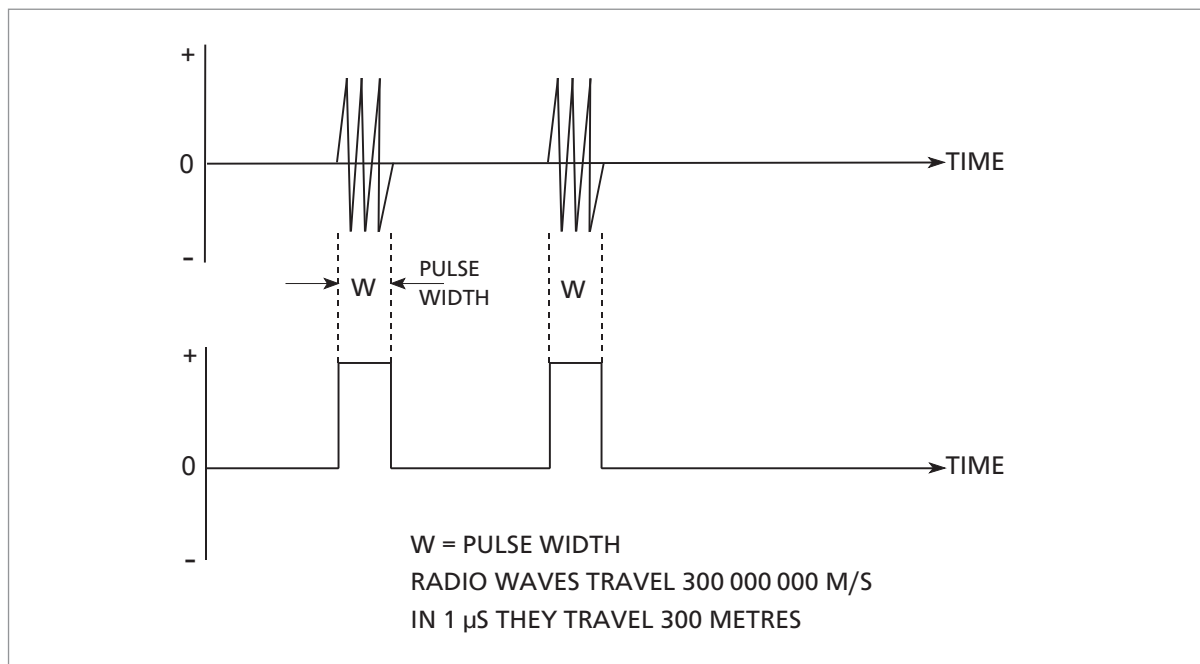 +
0
TIME
-
W
PULSE
WIDTH
W
+
0
TIME
-
W = PULSE WIDTH
RADIO WAVES TRAVEL 300 000 000 M/S
IN 1 µS THEY TRAVEL 300 METRES